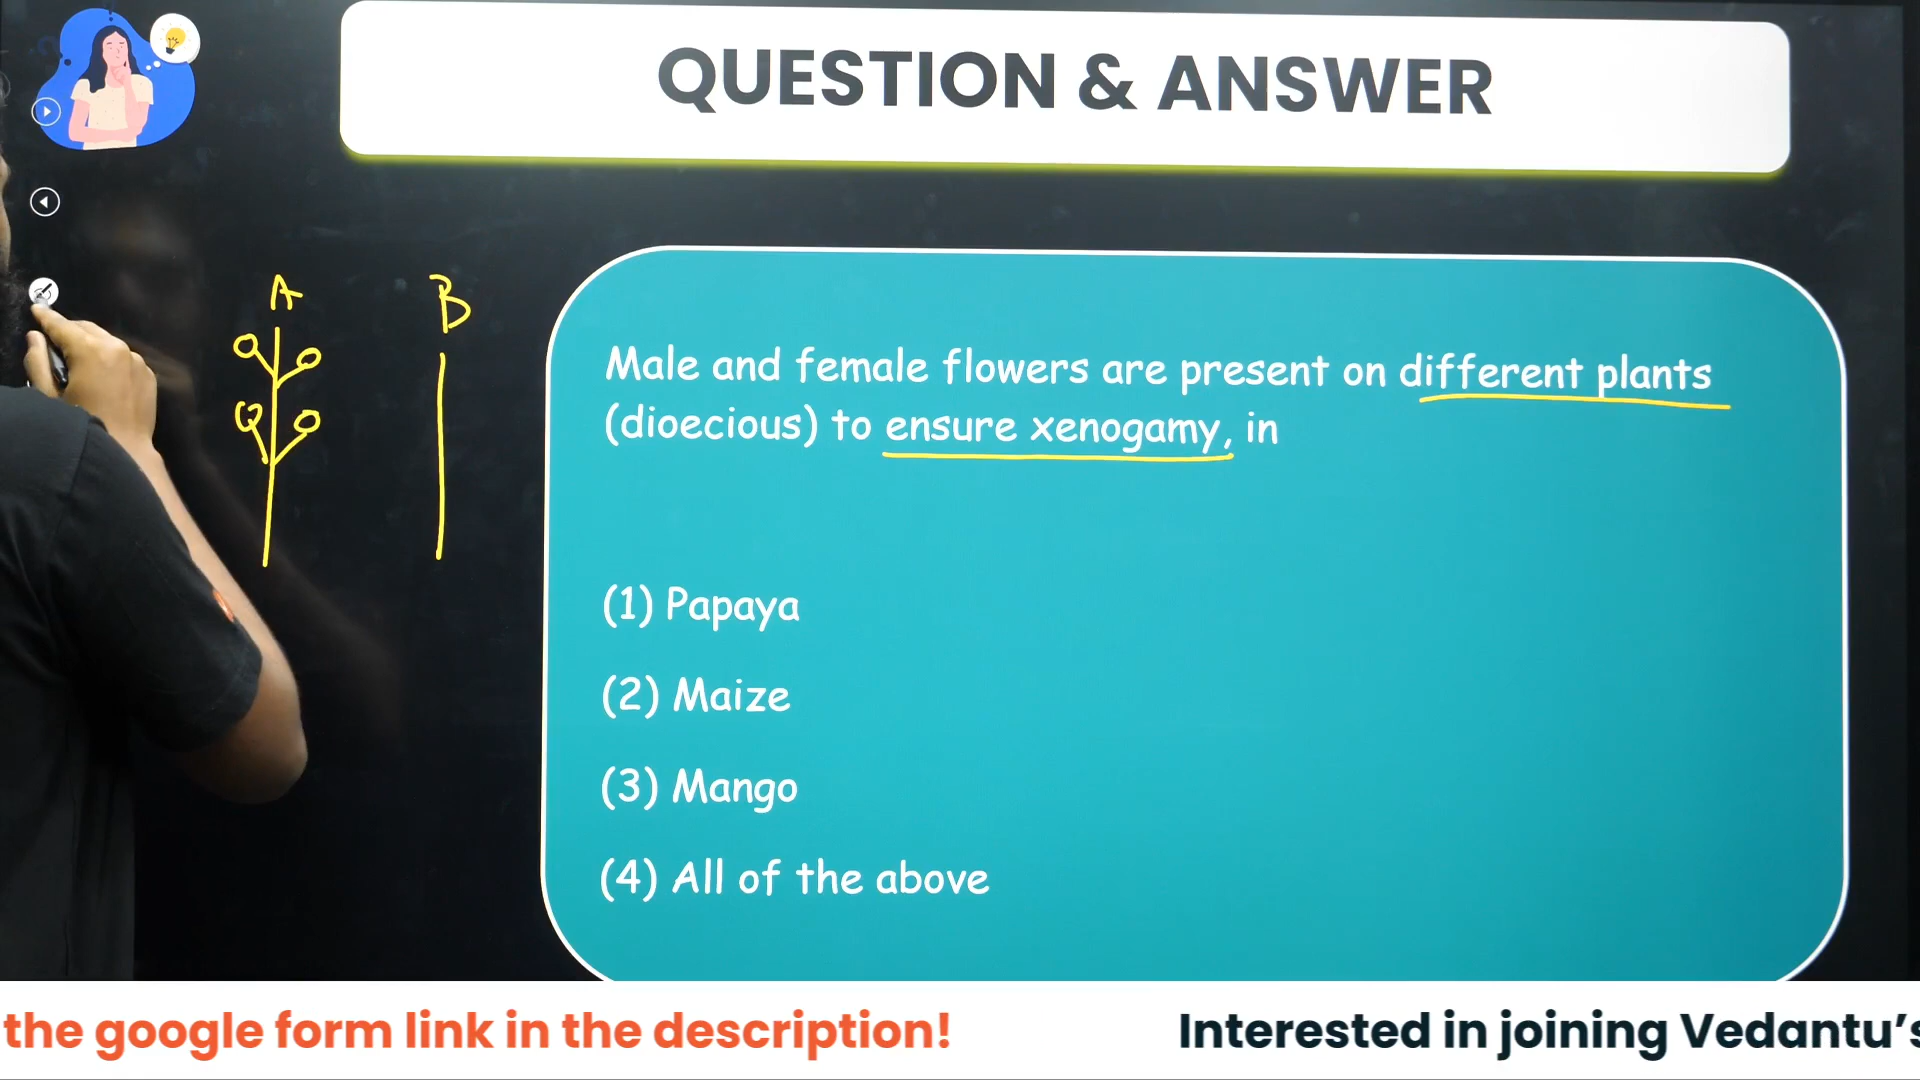 QUESTION & ANSWER
A
B
Male and female flowers are present on different plants
(dioecious) to ensure xenogamy, in
(1) Papaya
(2) Maize
(3) Mango
(4) All of the above
the google form link in the description!
Interested in joining Vedantu’s